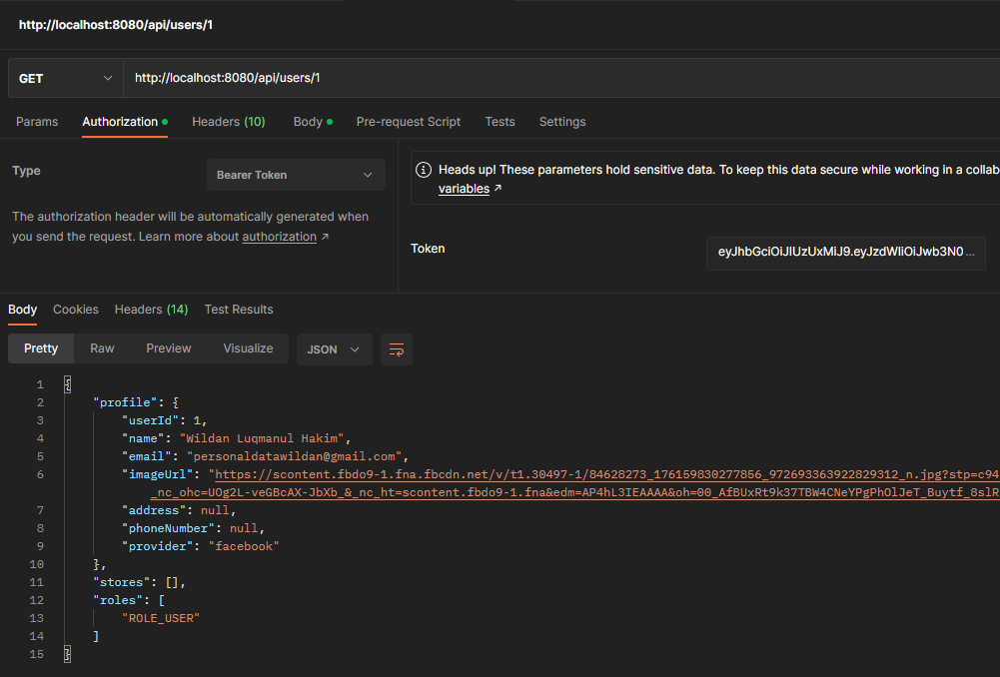 http://localhost:8080/api/users/1
GET http://localhost:8080/api/users/1
Params Authorization Headers (10) Body Pre-request Script Tests Settings
Type Bearer Token
The authorization header will be automatically generated when
you send the request. Learn more about authorization ↗
Heads up! These parameters hold sensitive data. To keep this data secure while working in a collab
variables ↗
Token eyJhbGciOiJIUzUxMiJ9.eyJzdWIiOiJwb3N0 ...
Body Cookies Headers (14) Test Results
Pretty Raw Preview Visualize JSON
1 {
2 "profile": {
3 "userId": 1,
4 "name": "Wildan Luqmanul Hakim",
5 "email": "personaldatawildan@gmail.com",
6 "imageUrl": "https://scontent.fbdo9-1.fna.fbcdn.net/v/t1.30497-1/84628273_176159830277856_972693363922829312_n.jpg?stp=c94
_nc_ohc=UOg2L-veGBcAX-JbXb_&_nc_ht=scontent.fbdo9-1.fna&edm=AP4hL3IEAAAA&oh=00_AfBUxRt9k37TBW4CNeYPgPhOlJeT_Buytf_8slR
7 "address": null,
8 "phoneNumber": null,
9 "provider": "facebook"
10 },
11 "stores": [],
12 "roles": [
13 "ROLE_USER"
14 ]
15 }